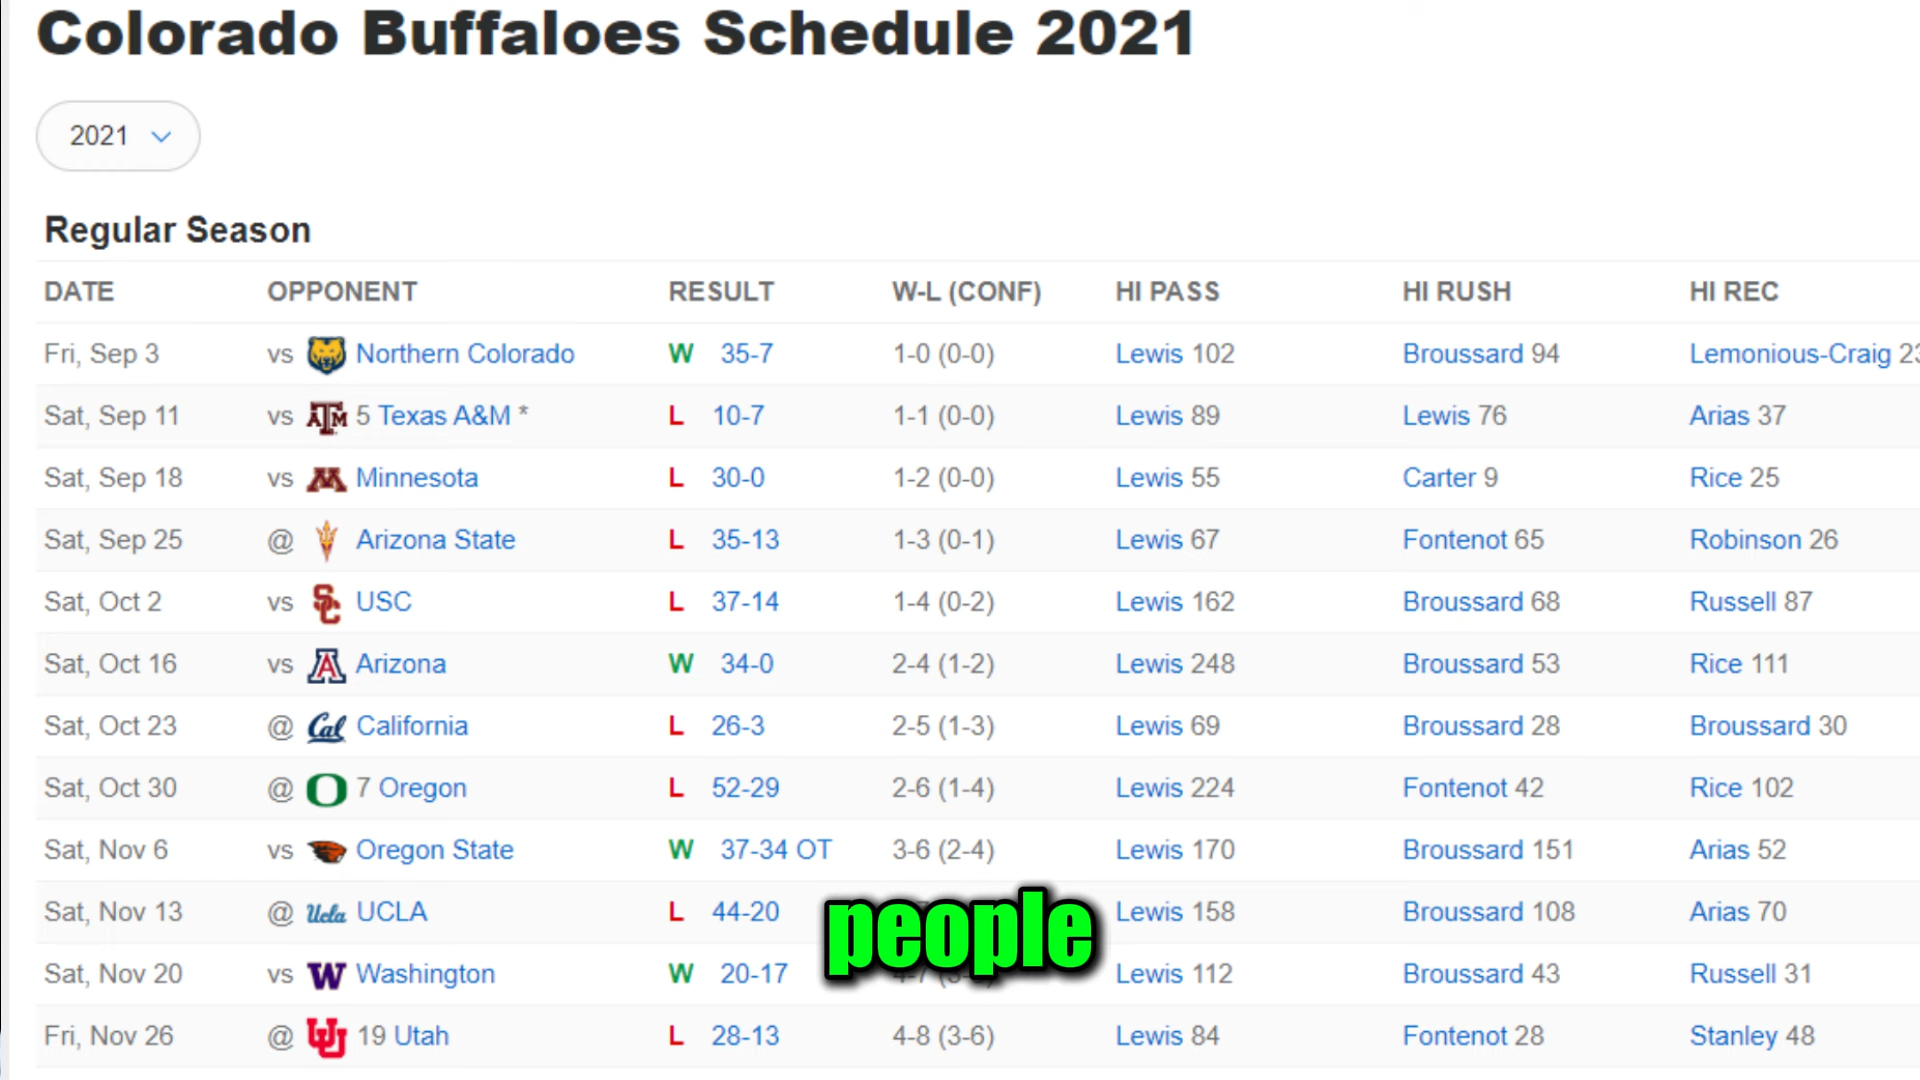 Colorado Buffaloes Schedule 2021
2021
Regular Season
DATE OPPONENT RESULT W-L (CONF) HI PASS HI RUSH HI REC
Fri, Sep 3 vs Northern Colorado W 35-7 1-0 (0-0) Lewis 102 Broussard 94 Lemonious-Craig
Sat, Sep 11 vs ATM 5 Texas A&M * L 10-7 1-1 (0-0) Lewis 89 Lewis 76 Arias 37
Sat, Sep 18 vs M Minnesota L 30-0 1-2 (0-0) Lewis 55 Carter 9 Rice 25
Sat, Sep 25 @ Arizona State L 35-13 1-3 (0-1) Lewis 67 Fontenot 65 Robinson 26
Sat, Oct 2 vs SC USC L 37-14 1-4 (0-2) Lewis 162 Broussard 68 Russell 87
Sat, Oct 16 vs A Arizona W 34-0 2-4 (1-2) Lewis 248 Broussard 53 Rice 111
Sat, Oct 23 @ Cal California L 26-3 2-5 (1-3) Lewis 69 Broussard 28 Broussard 30
Sat, Oct 30 @ O 7 Oregon L 52-29 2-6 (1-4) Lewis 224 Fontenot 42 Rice 102
Sat, Nov 6 vs Oregon State W 37-34 OT 3-6 (2-4) Lewis 170 Broussard 151 Arias 52
Sat, Nov 13 @ Ucla UCLA L 44-20 Lewis 158 Broussard 108 Arias 70
people
Sat, Nov 20 vs W Washington W 20-17 Lewis 112 Broussard 43 Russell 31
Fri, Nov 26 @ U 19 Utah L 28-13 4-8 (3-6) Lewis 84 Fontenot 28 Stanley 48